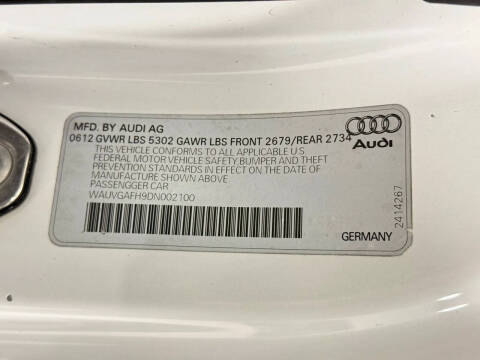 MFD. BY AUDI AG
0612 GVWR LBS 5302 GAWR LBS FRONT 2679/REAR 2734
THIS VEHICLE CONFORMS TO ALL APPLICABLE U.S.
FEDERAL MOTOR VEHICLE SAFETY BUMPER AND THEFT
PREVENTION STANDARDS IN EFFECT ON THE DATE OF
MANUFACTURE SHOWN ABOVE
PASSENGGER CAR
WAUVGAFH9DN002100
Audi
2414267
GERMANY